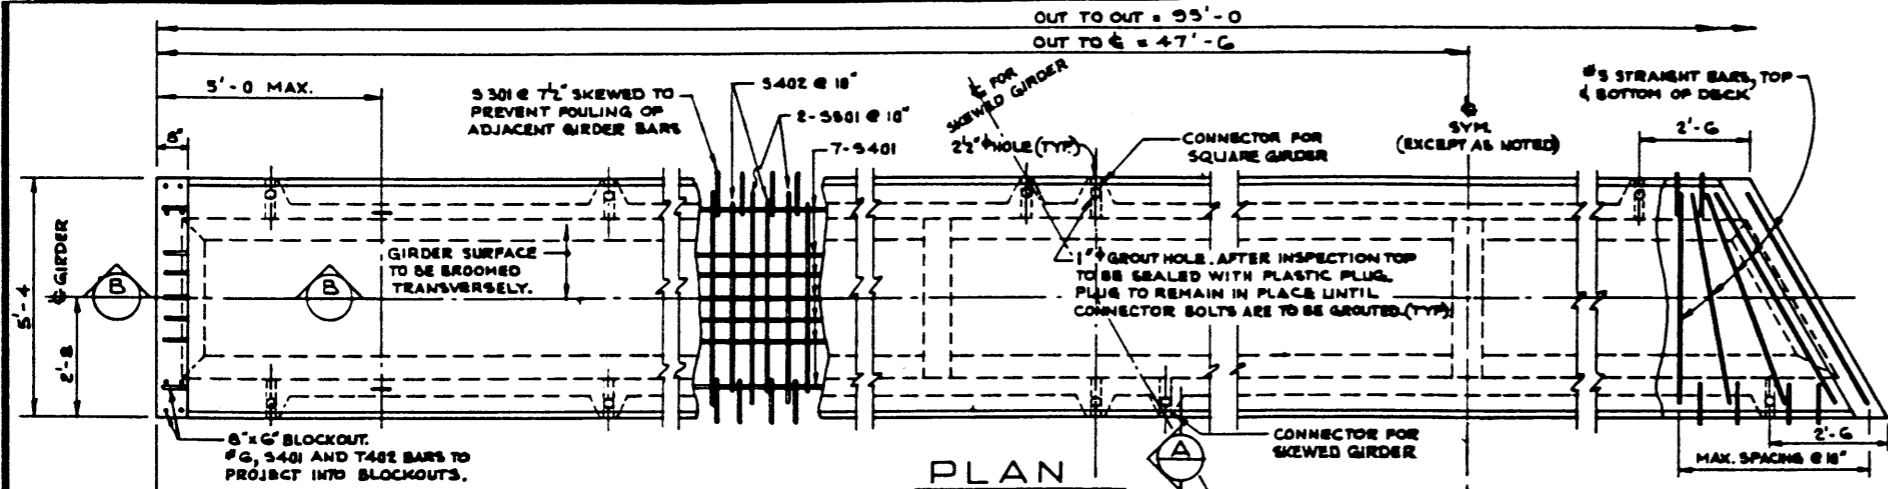 OUT TO OUT = 95'-0
OUT TO ℄ = 47'-6
5'-0 MAX.
8"
S301 @ 7½" SKEWED TO
PREVENT FOULING OF
ADJACENT GIRDER BARS
S402 @ 10"
2-S501 @ 10"
7-S401
℄ FOR
SKEWED GIRDER
2½"⌀ HOLE (TYP.)
CONNECTOR FOR
SQUARE GIRDER
℄
SYM.
(EXCEPT AS NOTED)
#5 STRAIGHT BARS, TOP
& BOTTOM OF DECK
2'-6
5'-4
℄ GIRDER
2'-8
B
B
GIRDER SURFACE
TO BE BROOMED
TRANSVERSELY.
1"⌀ GROUT HOLE. AFTER INSPECTION TOP
TO BE SEALED WITH PLASTIC PLUG.
PLUG TO REMAIN IN PLACE UNTIL
CONNECTOR BOLTS ARE TO BE GROUTED. (TYP.)
8" x 6" BLOCKOUT.
#6, S401 AND T402 BARS TO
PROJECT INTO BLOCKOUTS.
A
CONNECTOR FOR
SKEWED GIRDER
2'-6
MAX. SPACING @ 10"
PLAN